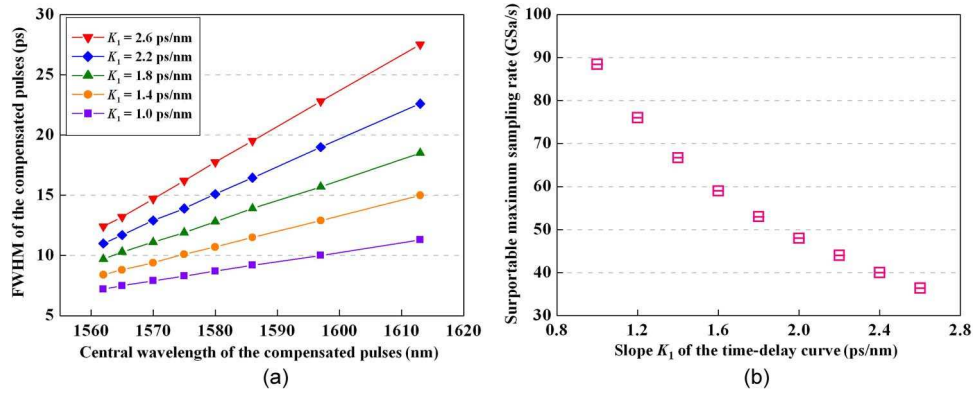 30
25
20
15
10
5
FWHM of the compensated pulses (ps)
K₁ = 2.6 ps/nm
K₁ = 2.2 ps/nm
K₁ = 1.8 ps/nm
K₁ = 1.4 ps/nm
K₁ = 1.0 ps/nm
1560 1570 1580 1590 1600 1610 1620
Central wavelength of the compensated pulses (nm)
(a)
100
90
80
70
60
50
40
30
Surportable maximum sampling rate (GSa/s)
0.8 1.2 1.6 2.0 2.4 2.8
Slope K₁ of the time-delay curve (ps/nm)
(b)